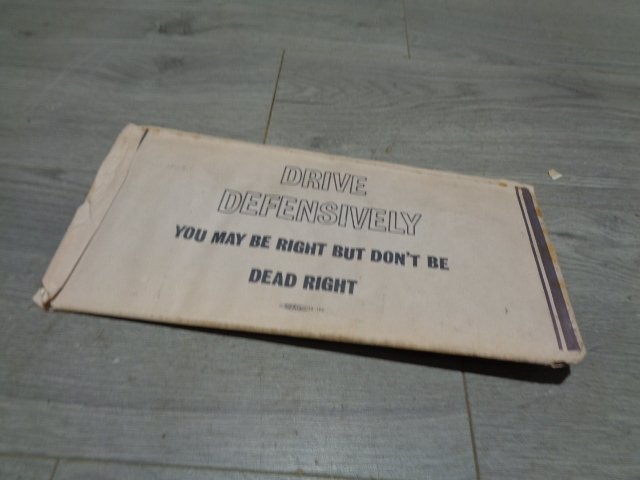 DRIVE
DEFENSIVELY
YOU MAY BE RIGHT BUT DON'T BE
DEAD RIGHT